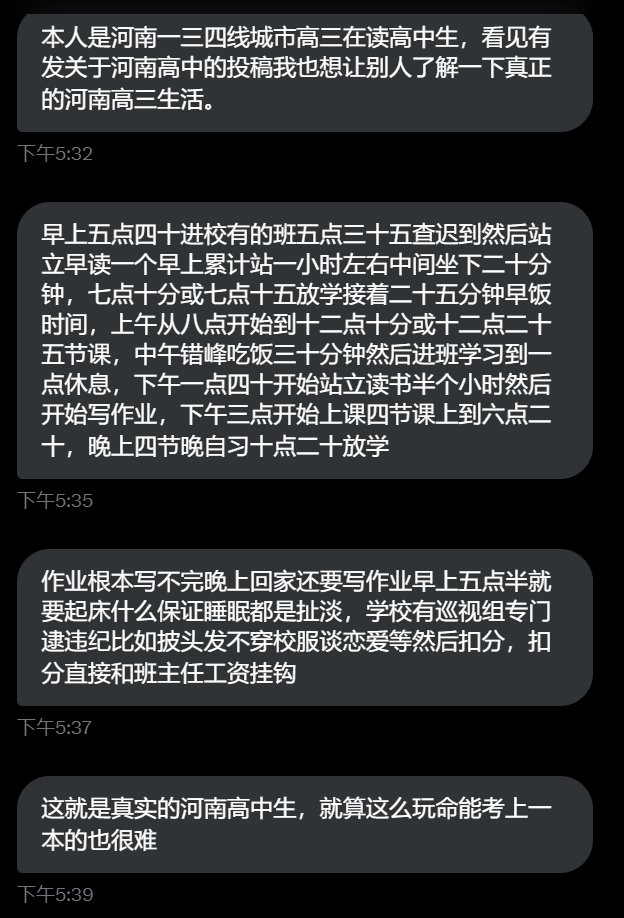 本人是河南一三四线城市高三在读高中生，看见有
发关于河南高中的投稿我也想让别人了解一下真正
的河南高三生活。
下午5:32
早上五点四十进校有的班五点三十五查迟到然后站
立早读一个早上累计站一小时左右中间坐下二十分
钟，七点十分或七点十五放学接着二十五分钟早饭
时间，上午从八点开始到十二点十分或十二点二十
五节课，中午错峰吃饭三十分钟然后进班学习到一
点休息，下午一点四十开始站立读书半个小时然后
开始写作业，下午三点开始上课四节课上到六点二
十，晚上四节晚自习十点二十放学
下午5:35
作业根本写不完晚上回家还要写作业早上五点半就
要起床什么保证睡眠都是扯淡，学校有巡视组专门
逮违纪比如披头发不穿校服谈恋爱等然后扣分，扣
分直接和班主任工资挂钩
下午5:37
这就是真实的河南高中生，就算这么玩命能考上一
本的也很难
下午5:39